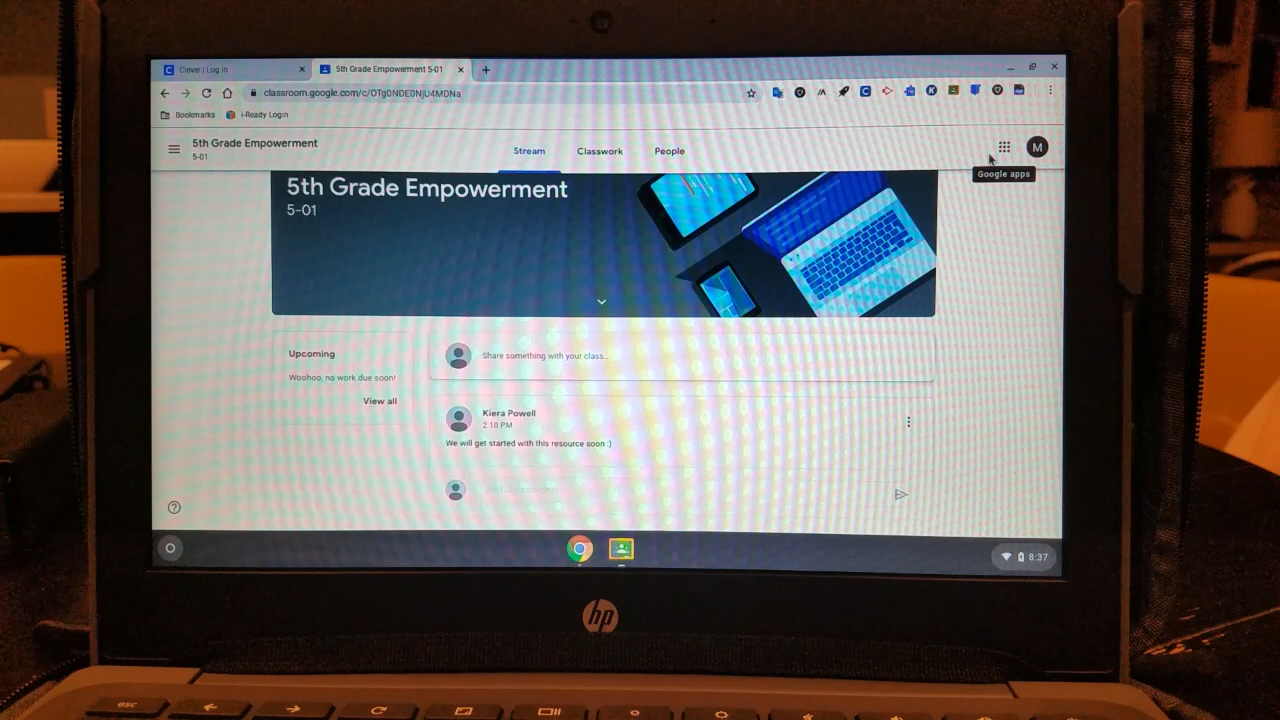 Clever | Log in
5th Grade Empowerment 5-01
classroom.google.com/c/OTg0NDE0NjU4MDNa
Bookmarks
i-Ready Login
5th Grade Empowerment
5-01
Stream
Classwork
People
M
Google apps
5th Grade Empowerment
5-01
Upcoming
Woohoo, no work due soon!
View all
Share something with your class...
Kiera Powell
2:10 PM
We will get started with this resource soon :)
8:37
hp
esc